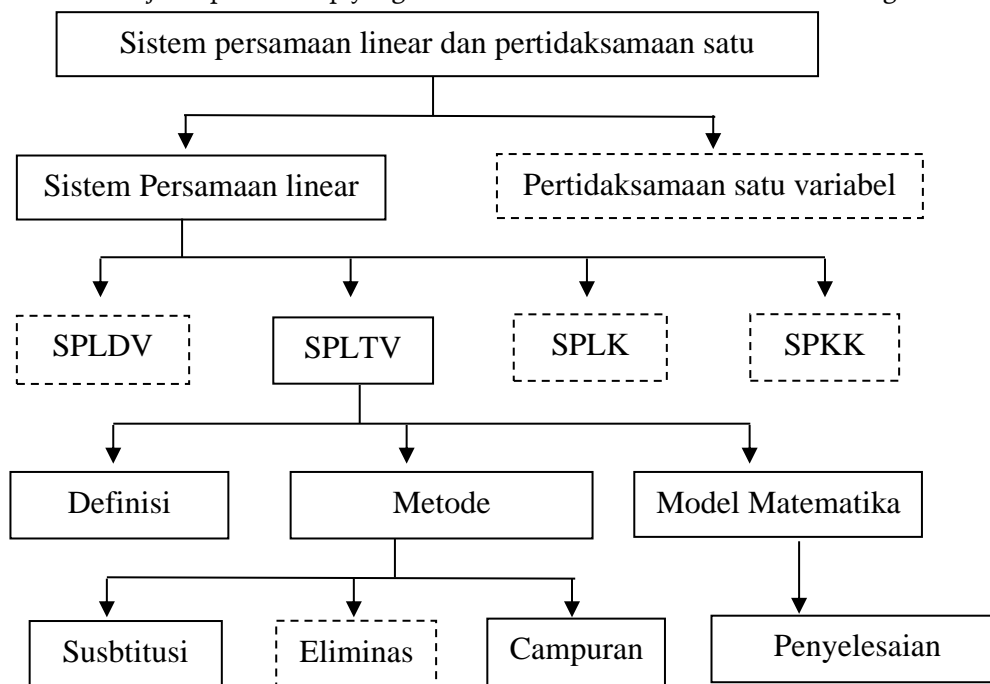 Sistem persamaan linear dan pertidaksamaan satu
Sistem Persamaan linear
Pertidaksamaan satu variabel
SPLDV
SPLTV
SPLK
SPKK
Definisi
Metode
Model Matematika
Susbtitusi
Eliminas
Campuran
Penyelesaian